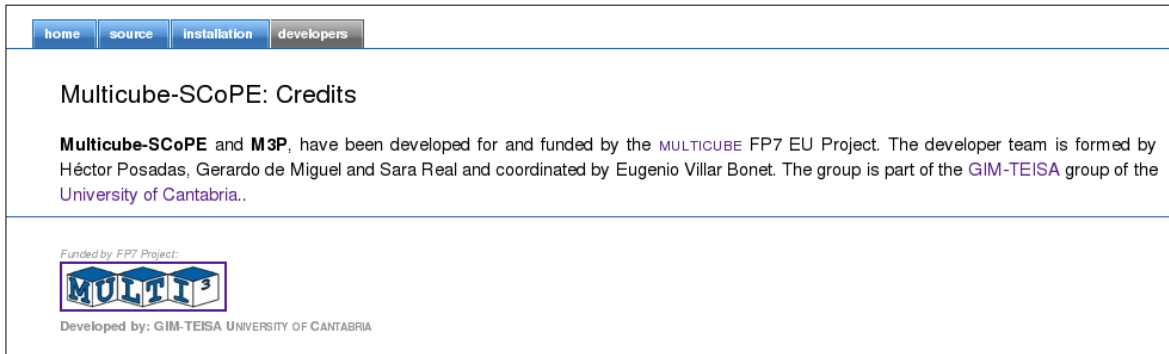 home source installation developers
Multicube-SCoPE: Credits
Multicube-SCoPE and M3P, have been developed for and funded by the MULTICUBE FP7 EU Project. The developer team is formed by
Héctor Posadas, Gerardo de Miguel and Sara Real and coordinated by Eugenio Villar Bonet. The group is part of the GIM-TEISA group of the
University of Cantabria..
Funded by FP7 Project:
MULTI3
Developed by: GIM-TEISA UNIVERSITY OF CANTABRIA